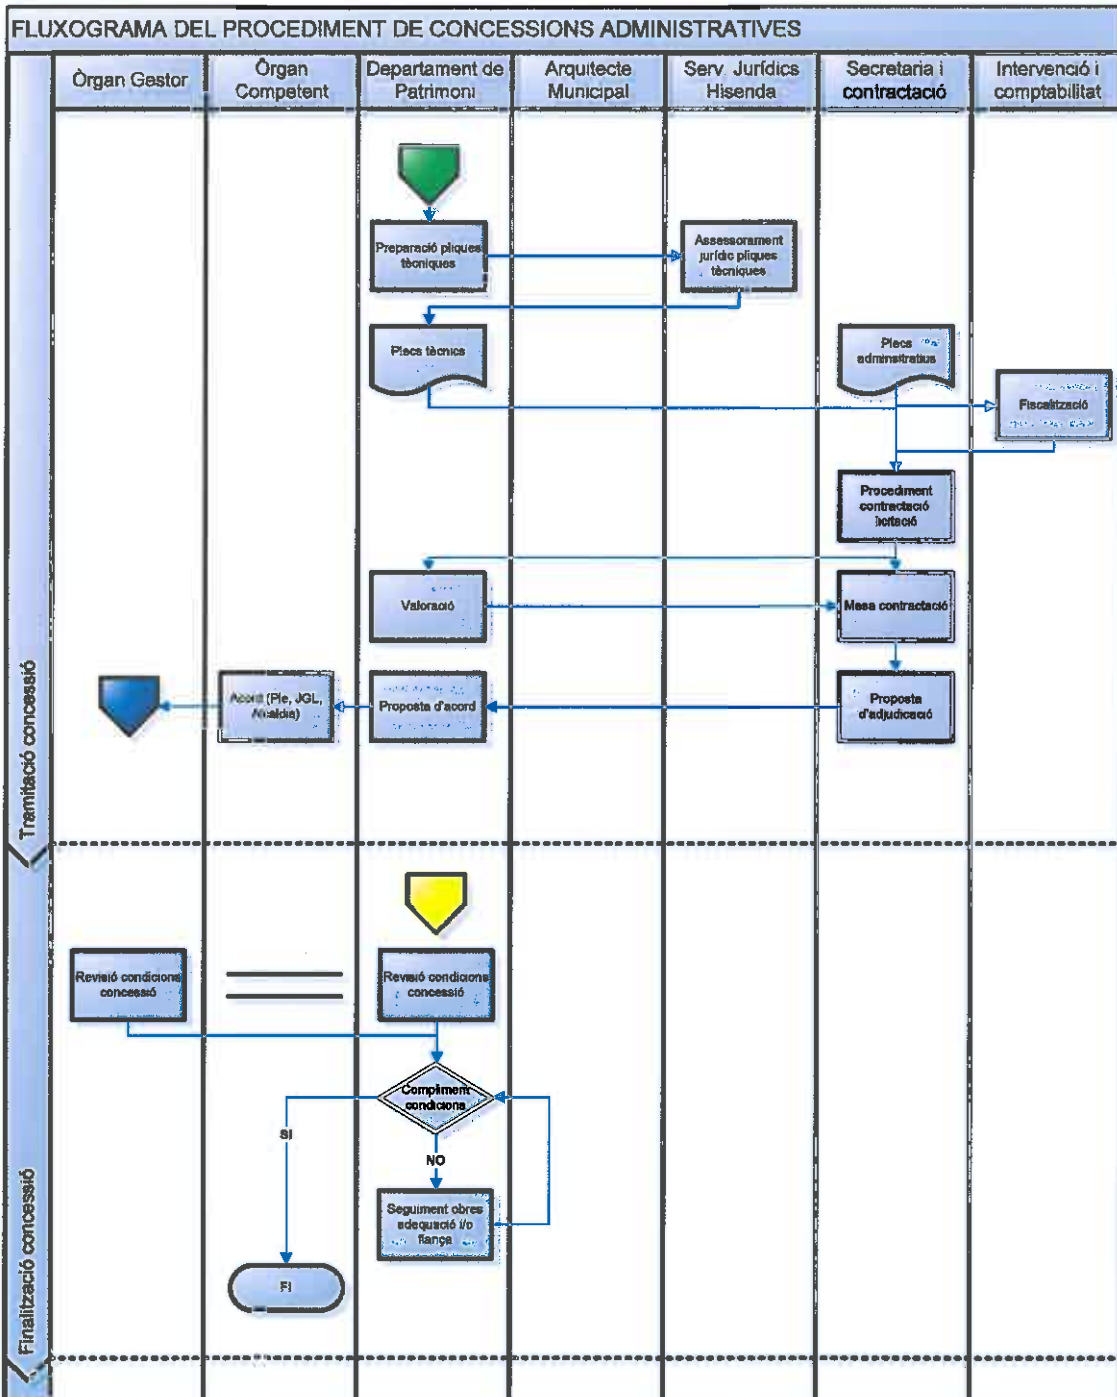 FLUXOGRAMA DEL PROCEDIMENT DE CONCESSIONS ADMINISTRATIVES
Òrgan Gestor
Òrgan
Competent
Departament de
Patrimoni
Arquitecte
Municipal
Serv. Jurídics
Hisenda
Secretaria i
contractació
Intervenció i
comptabilitat
Tramitació concessió
Preparació pliques
tècniques
Assessorament
jurídic pliques
tècniques
Plecs tècnics
Plecs
adminsitratius
Fiscalització
Procediment
contractació
licitació
Valoració
Mesa contractació
Acord (Ple, JGL,
Alcaldia)
Proposta d'acord
Proposta
d'adjudicació
Finalització concessió
Revisió condicions
concessió
Revisió condicions
concessió
Compliment
condicions
SI
NO
Seguiment obres
adequació i/o
fiança
FI